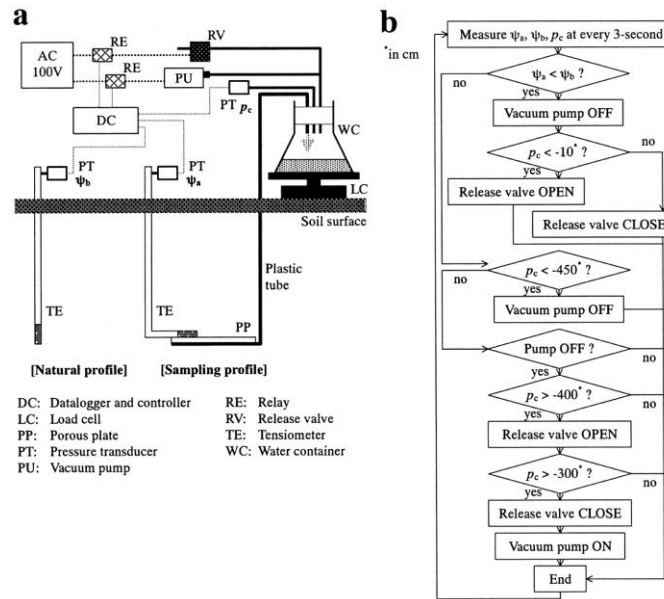 a
AC
100V
RE
RE
RV
PU
DC
PT pc
WC
PT
ψb
PT
ψa
LC
Soil surface
Plastic
tube
TE
TE
PP
[Natural profile]
[Sampling profile]
DC: Datalogger and controller
LC: Load cell
PP: Porous plate
PT: Pressure transducer
PU: Vacuum pump
RE: Relay
RV: Release valve
TE: Tensiometer
WC: Water container
b
*in cm
Measure ψa, ψb, pc at every 3-second
ψa < ψb ?
no
yes
Vacuum pump OFF
pc < -10* ?
no
yes
Release valve OPEN
Release valve CLOSE
pc < -450* ?
no
yes
Vacuum pump OFF
Pump OFF ?
no
yes
pc > -400* ?
no
yes
Release valve OPEN
pc > -300* ?
no
yes
Release valve CLOSE
Vacuum pump ON
End